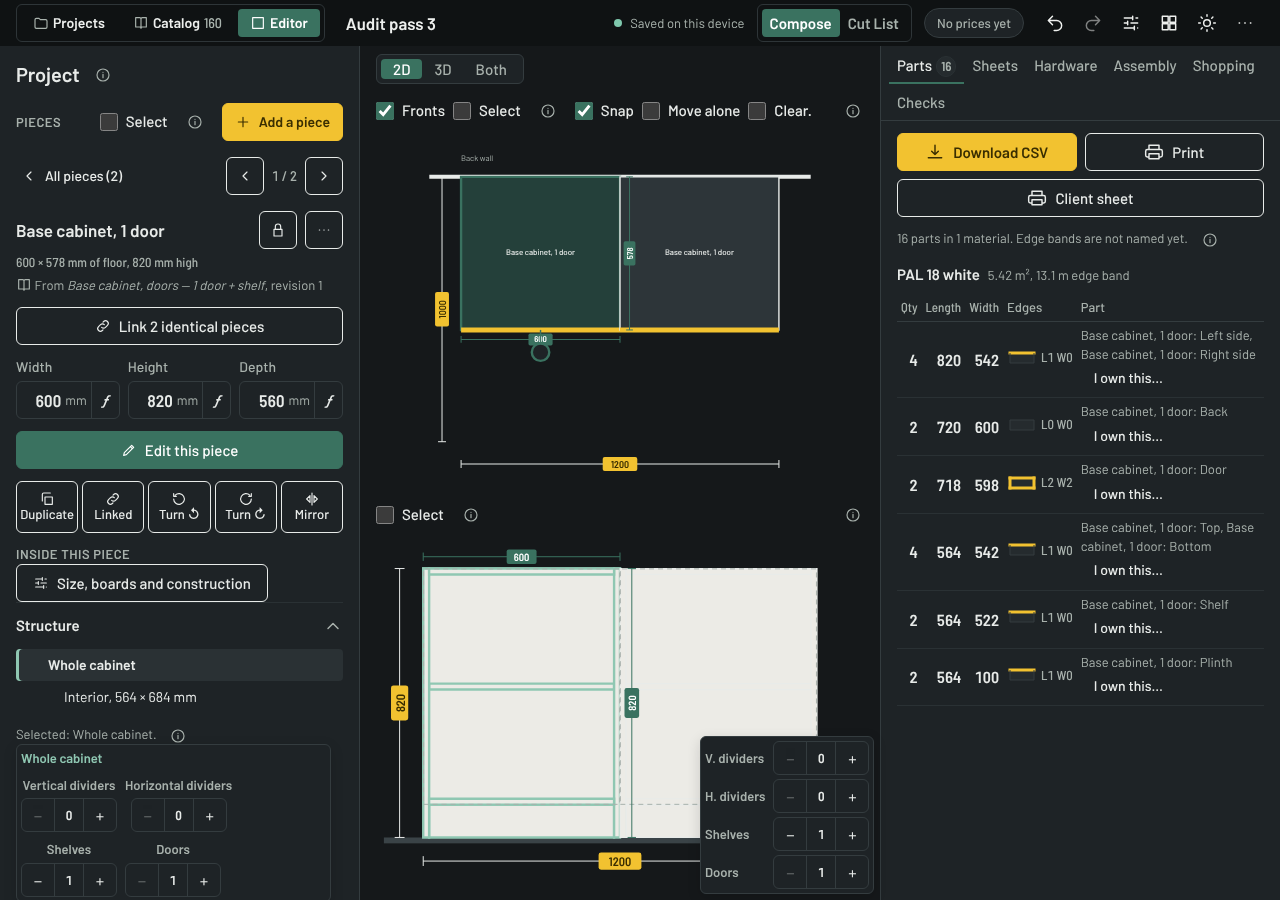 Projects
Catalog 160
Editor
Audit pass 3
Saved on this device
Compose
Cut List
No prices yet
Project
PIECES
Select
Add a piece
All pieces (2)
1 / 2
Base cabinet, 1 door
600 × 578 mm of floor, 820 mm high
From Base cabinet, doors — 1 door + shelf, revision 1
Link 2 identical pieces
Width Height Depth
600 mm f 820 mm f 560 mm f
Edit this piece
Duplicate Linked Turn Turn Mirror
INSIDE THIS PIECE
Size, boards and construction
Structure
Whole cabinet
Interior, 564 × 684 mm
Selected: Whole cabinet.
Whole cabinet
Vertical dividers Horizontal dividers
− 0 + − 0 +
Shelves Doors
− 1 + − 1 +
2D 3D Both
Fronts Select Snap Move alone Clear.
Back wall
Base cabinet, 1 door
578
Base cabinet, 1 door
1000
600
1200
Select
600
820
820
1200
V. dividers − 0 +
H. dividers − 0 +
Shelves − 1 +
Doors − 1 +
Parts 16 Sheets Hardware Assembly Shopping
Checks
Download CSV
Print
Client sheet
16 parts in 1 material. Edge bands are not named yet.
PAL 18 white 5.42 m², 13.1 m edge band
Qty Length Width Edges Part
4 820 542 L1 W0 Base cabinet, 1 door: Left side,
Base cabinet, 1 door: Right side
I own this...
2 720 600 L0 W0 Base cabinet, 1 door: Back
I own this...
2 718 598 L2 W2 Base cabinet, 1 door: Door
I own this...
4 564 542 L1 W0 Base cabinet, 1 door: Top, Base
cabinet, 1 door: Bottom
I own this...
2 564 522 L1 W0 Base cabinet, 1 door: Shelf
I own this...
2 564 100 L1 W0 Base cabinet, 1 door: Plinth
I own this...